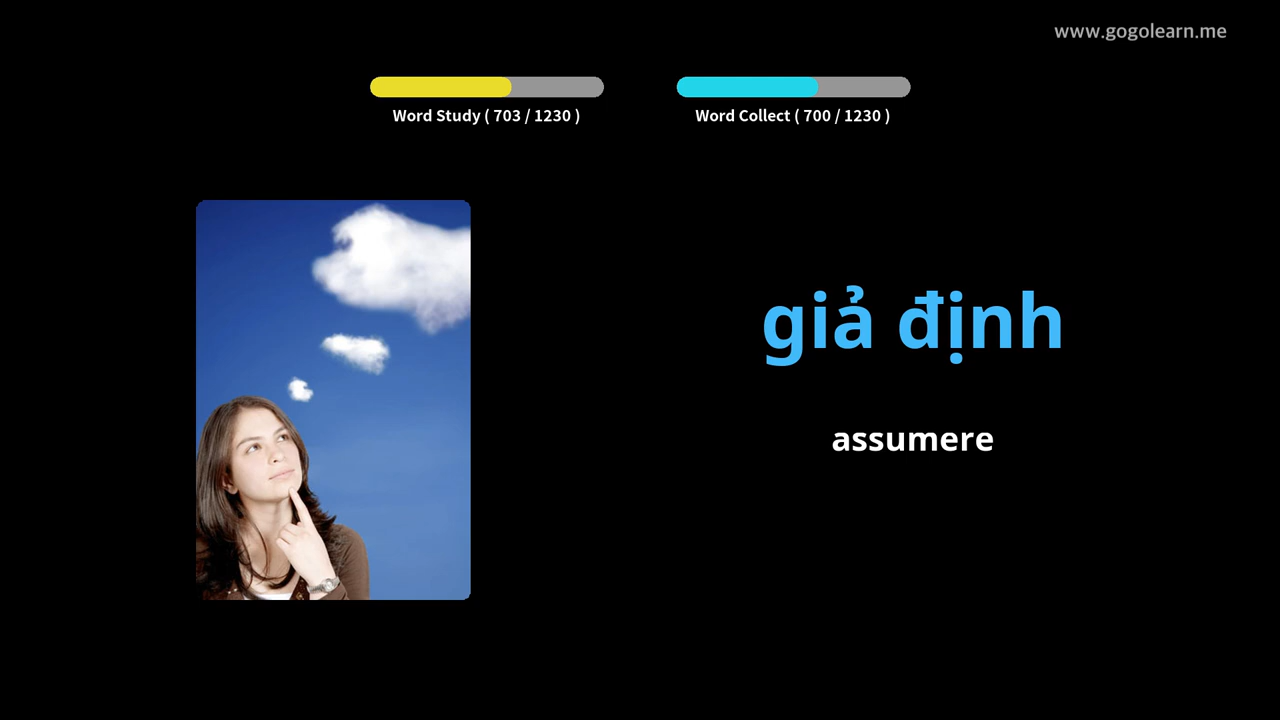 www.gogolearn.me
Word Study ( 703 / 1230 )
Word Collect ( 700 / 1230 )
giả định
assumere